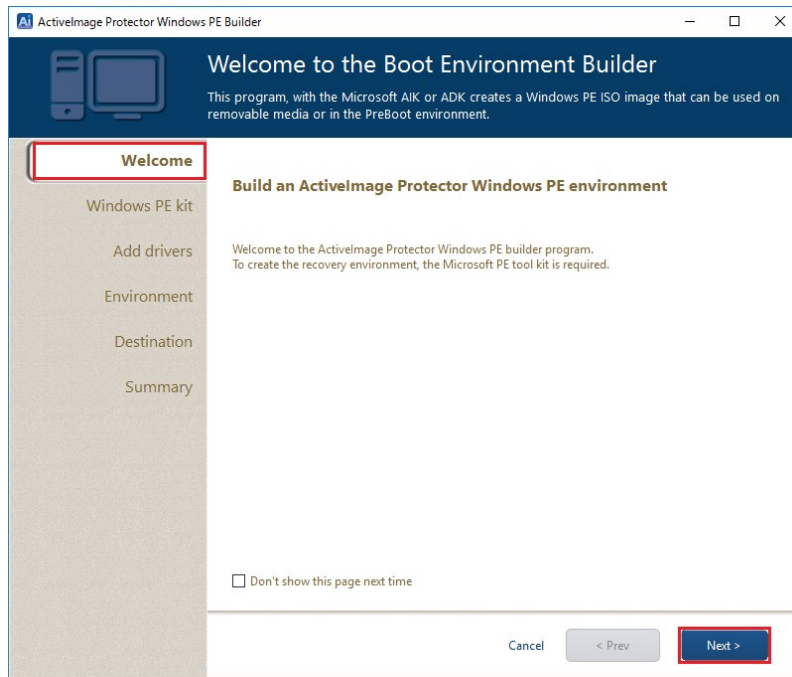 Ai ActiveImage Protector Windows PE Builder
Welcome to the Boot Environment Builder
This program, with the Microsoft AIK or ADK creates a Windows PE ISO image that can be used on
removable media or in the PreBoot environment.
Welcome
Windows PE kit
Add drivers
Environment
Destination
Summary
Build an ActiveImage Protector Windows PE environment
Welcome to the ActiveImage Protector Windows PE builder program.
To create the recovery environment, the Microsoft PE tool kit is required.
Don't show this page next time
Cancel
< Prev
Next >